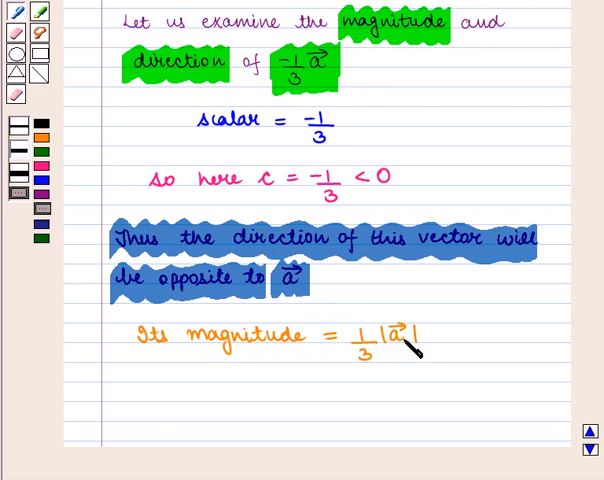 Let us examine the magnitude and
direction of -1/3 a⃗
scalar = -1/3
so here c = -1/3 < 0
Thus the direction of this vector will
be opposite to a⃗
Its magnitude = 1/3 |a⃗|